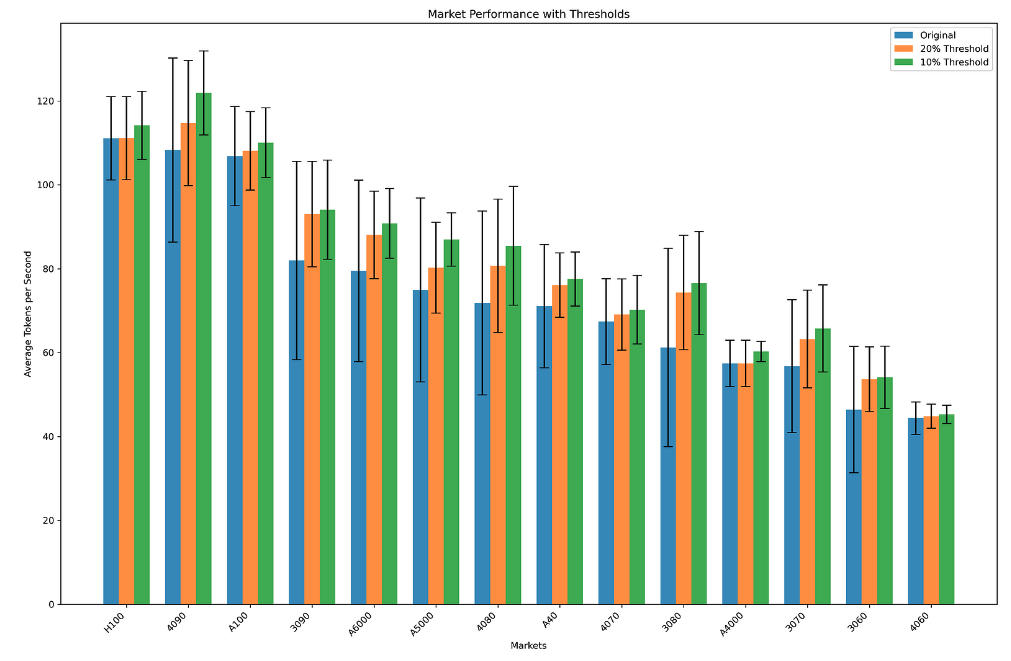 Market Performance with Thresholds
Original
20% Threshold
10% Threshold
Average Tokens per Second
120
100
80
60
40
20
0
H100
4090
A100
3090
A6000
A5000
4080
A40
4070
3080
A4000
3070
3060
4060
Markets